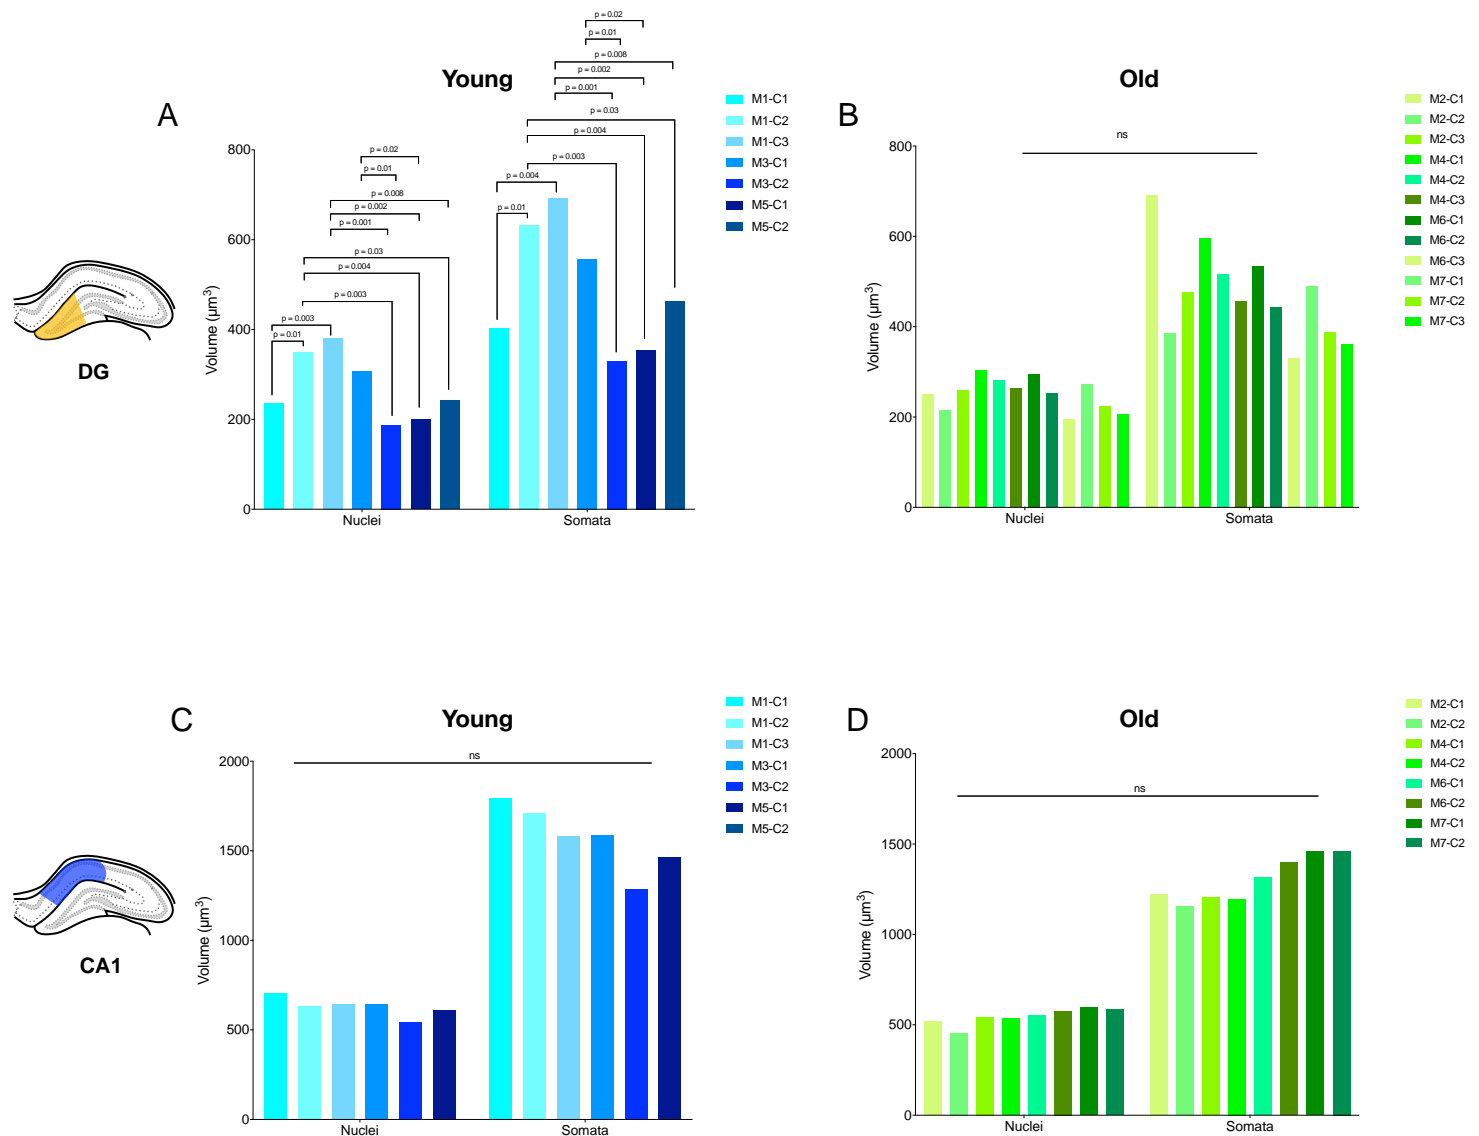 A
Young
p = 0.02
p = 0.01
p = 0.008
p = 0.002
p = 0.001
p = 0.03
p = 0.004
p = 0.003
p = 0.004
p = 0.01
p = 0.02
p = 0.01
p = 0.008
p = 0.002
p = 0.001
p = 0.03
p = 0.004
p = 0.003
p = 0.003
p = 0.01
Volume (µm³)
800
600
400
200
0
Nuclei
Somata
M1-C1
M1-C2
M1-C3
M3-C1
M3-C2
M5-C1
M5-C2
DG
B
Old
ns
Volume (µm³)
800
600
400
200
0
Nuclei
Somata
M2-C1
M2-C2
M2-C3
M4-C1
M4-C2
M4-C3
M6-C1
M6-C2
M6-C3
M7-C1
M7-C2
M7-C3
C
Young
ns
Volume (µm³)
2000
1500
1000
500
0
Nuclei
Somata
M1-C1
M1-C2
M1-C3
M3-C1
M3-C2
M5-C1
M5-C2
CA1
D
Old
ns
Volume (µm³)
2000
1500
1000
500
0
Nuclei
Somata
M2-C1
M2-C2
M4-C1
M4-C2
M6-C1
M6-C2
M7-C1
M7-C2